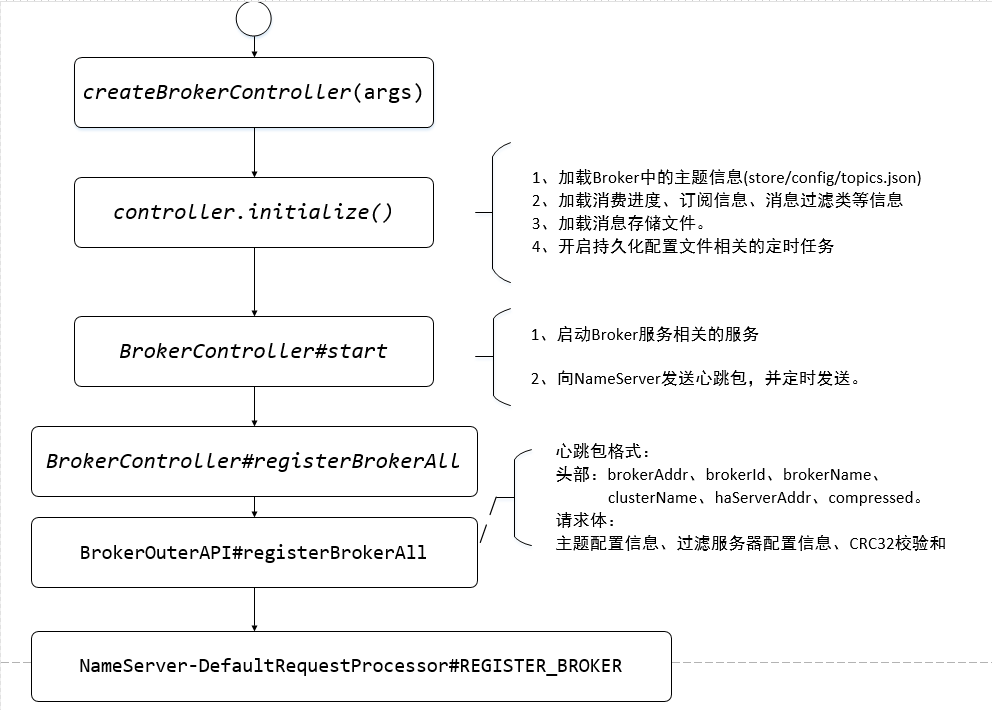 createBrokerController(args)
controller.initialize()
1、加载Broker中的主题信息(store/config/topics.json)
2、加载消费进度、订阅信息、消息过滤类等信息
3、加载消息存储文件。
4、开启持久化配置文件相关的定时任务
BrokerController#start
1、启动Broker服务相关的服务
2、向NameServer发送心跳包，并定时发送。
BrokerController#registerBrokerAll
心跳包格式：
头部：brokerAddr、brokerId、brokerName、
clusterName、haServerAddr、compressed。
请求体：
主题配置信息、过滤服务器配置信息、CRC32校验和
BrokerOuterAPI#registerBrokerAll
NameServer-DefaultRequestProcessor#REGISTER_BROKER